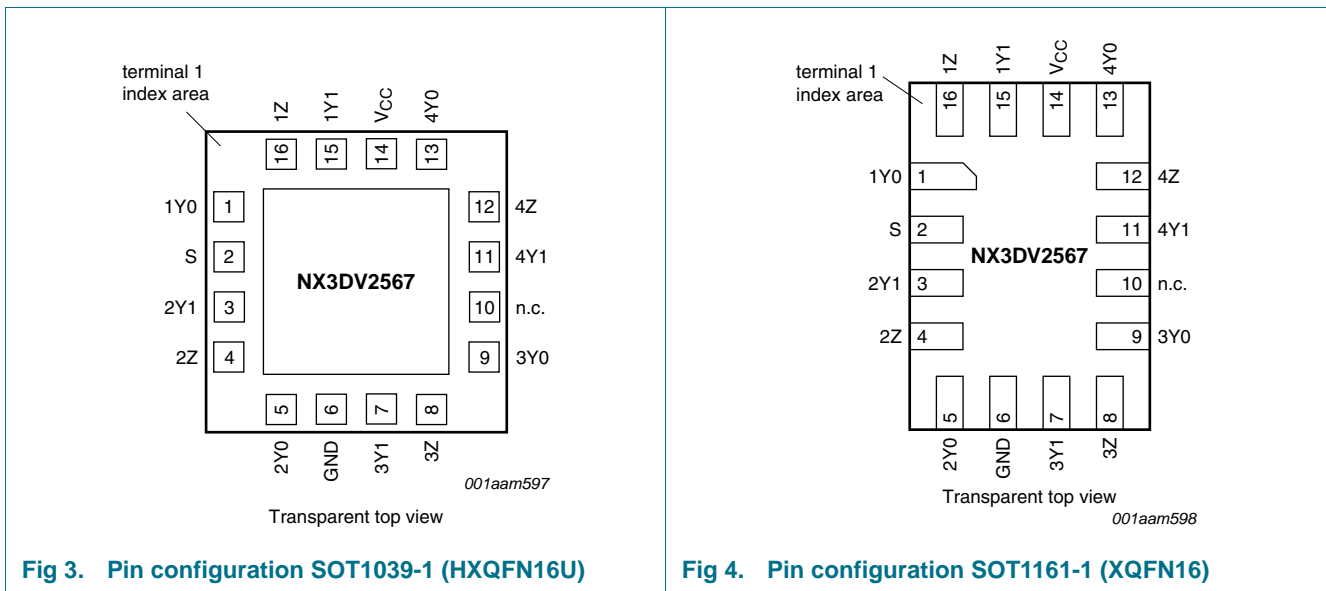 terminal 1
index area
1Z
1Y1
VCC
4Y0
16
15
14
13
1Y0
1
12
4Z
S
2
11
4Y1
NX3DV2567
2Y1
3
10
n.c.
2Z
4
9
3Y0
5
6
7
8
2Y0
GND
3Y1
3Z
001aam597
Transparent top view
Fig 3. Pin configuration SOT1039-1 (HXQFN16U)
terminal 1
index area
1Z
1Y1
VCC
4Y0
16
15
14
13
1Y0
1
12
4Z
S
2
11
4Y1
NX3DV2567
2Y1
3
10
n.c.
2Z
4
9
3Y0
5
6
7
8
2Y0
GND
3Y1
3Z
Transparent top view
001aam598
Fig 4. Pin configuration SOT1161-1 (XQFN16)